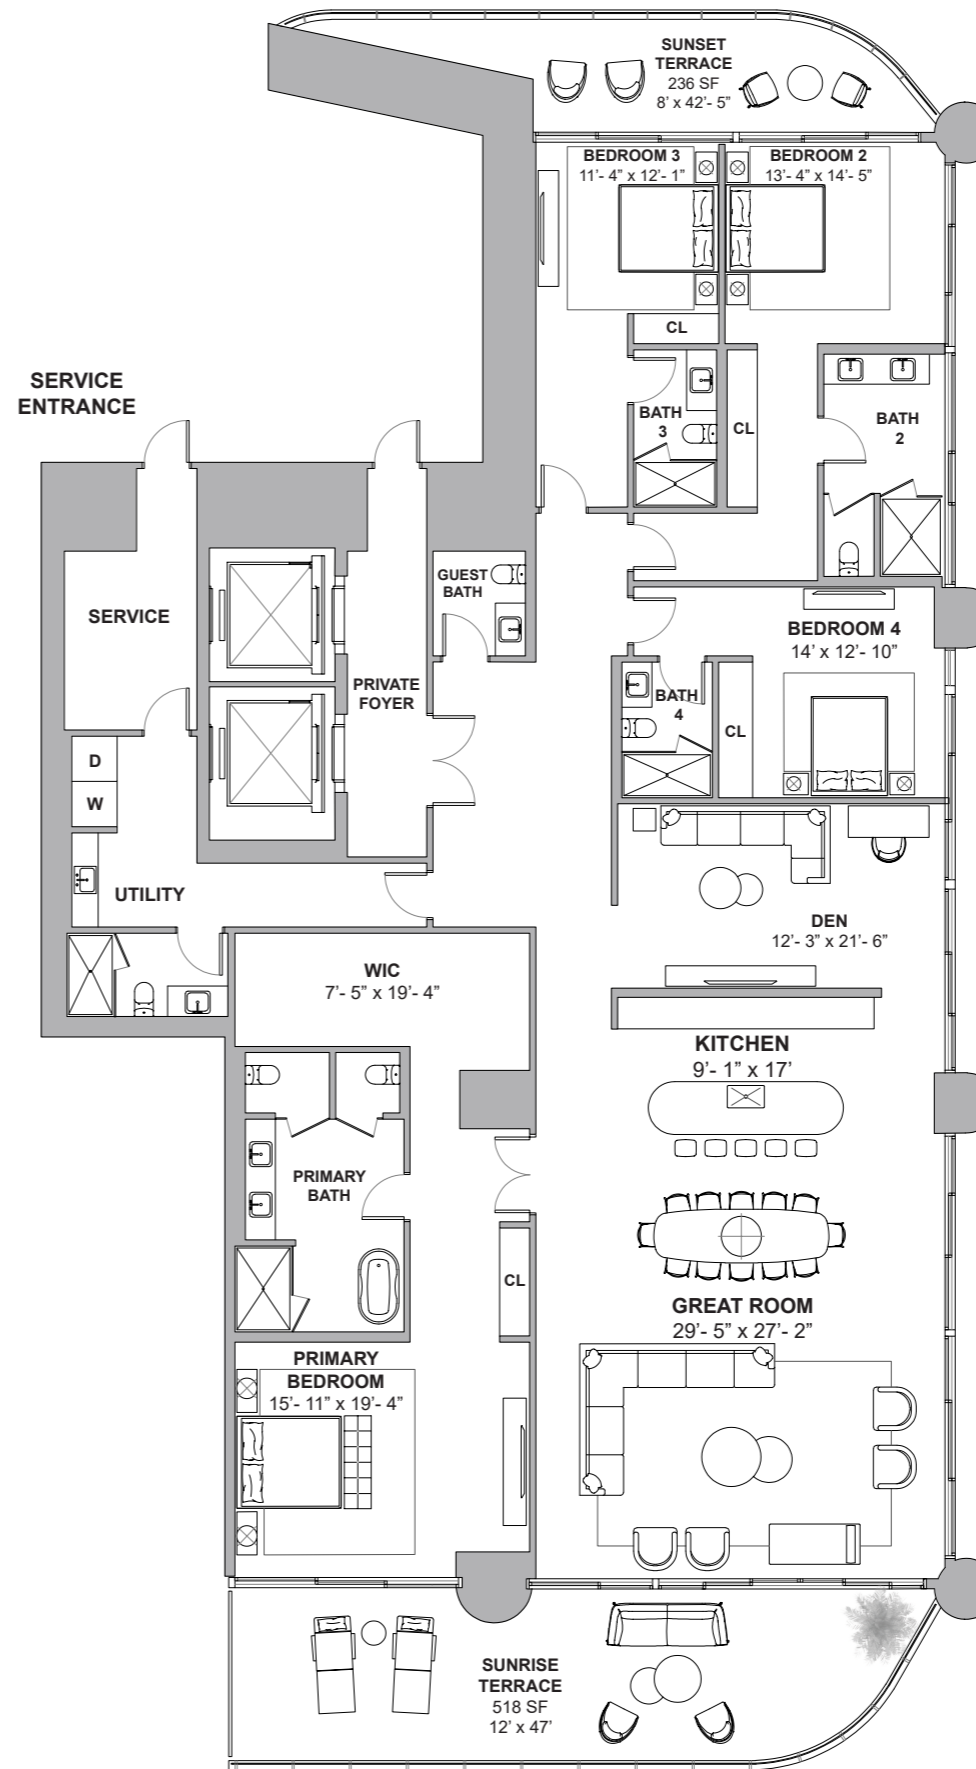 SUNSET
TERRACE
236 SF
8’ x 42’- 5”
BEDROOM 3
11’- 4” x 12’- 1”
BEDROOM 2
13’- 4” x 14’- 5”
CL
SERVICE
ENTRANCE
BATH
3
CL
BATH
2
GUEST
BATH
SERVICE
BEDROOM 4
14’ x 12’- 10”
PRIVATE
FOYER
BATH
4
CL
D
W
UTILITY
DEN
12’- 3” x 21’- 6”
WIC
7’- 5” x 19’- 4”
KITCHEN
9’- 1” x 17’
PRIMARY
BATH
CL
GREAT ROOM
29’- 5” x 27’- 2”
PRIMARY
BEDROOM
15’- 11” x 19’- 4”
SUNRISE
TERRACE
518 SF
12’ x 47’